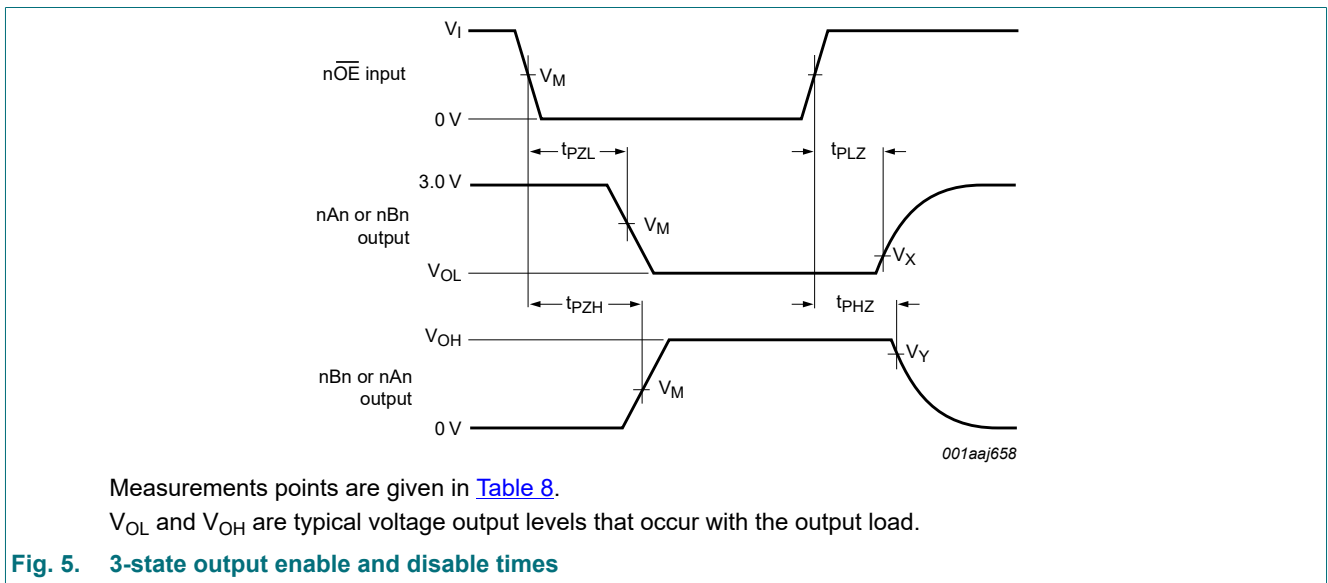 VI
nOE input
VM
0 V
tPZL
tPLZ
3.0 V
nAn or nBn
output
VM
VX
VOL
tPZH
tPHZ
VOH
VY
nBn or nAn
output
VM
0 V
001aaj658
Measurements points are given in Table 8.
VOL and VOH are typical voltage output levels that occur with the output load.
Fig. 5. 3-state output enable and disable times